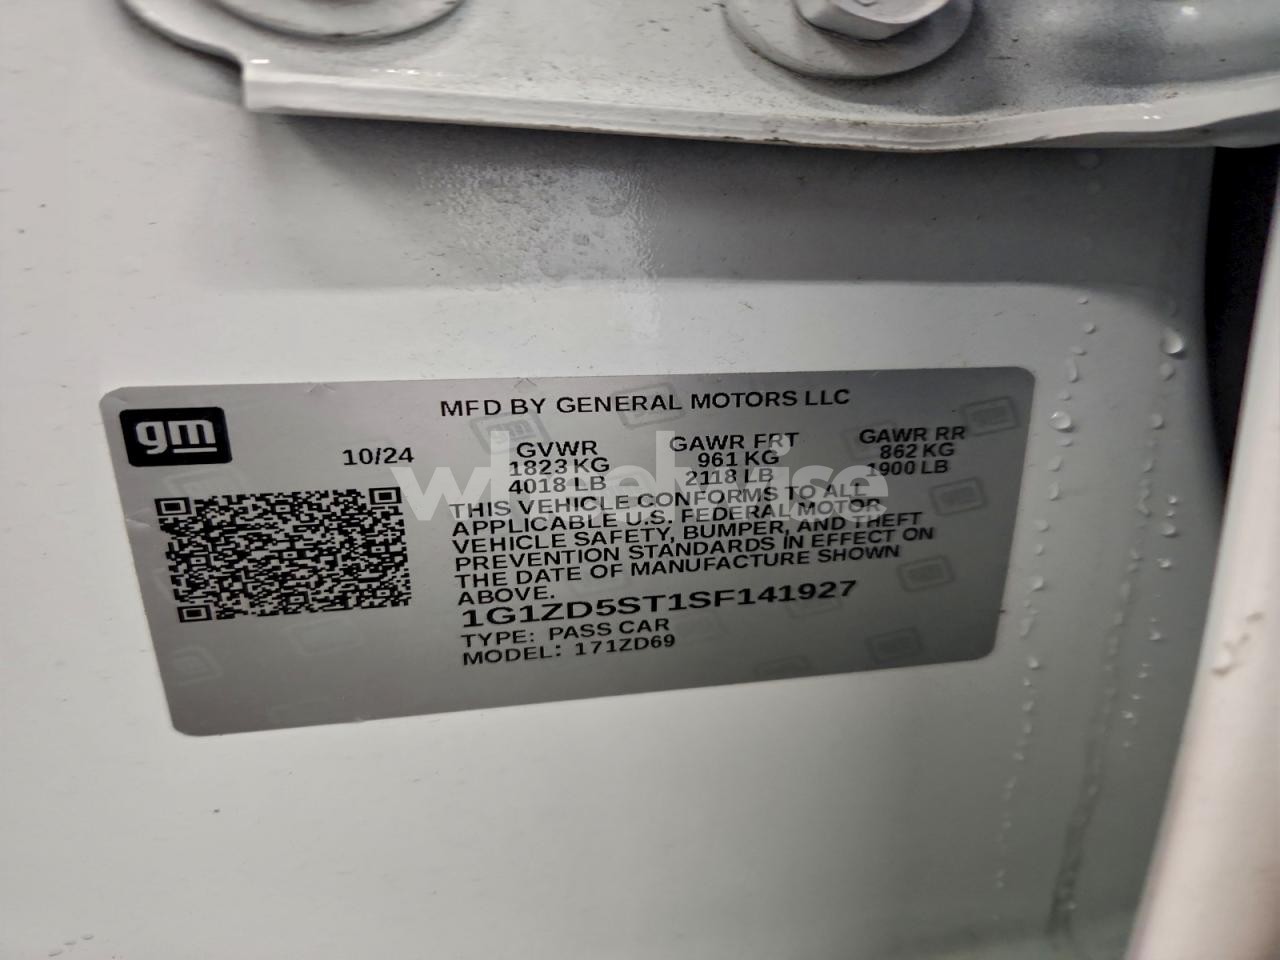 MFD BY GENERAL MOTORS LLC
gm
10/24
GVWR GAWR FRT GAWR RR
1823 KG 961 KG 862 KG
4018 LB 2118 LB 1900 LB
wheelwise
THIS VEHICLE CONFORMS TO ALL
APPLICABLE U.S. FEDERAL MOTOR
VEHICLE SAFETY, BUMPER, AND THEFT
PREVENTION STANDARDS IN EFFECT ON
THE DATE OF MANUFACTURE SHOWN
ABOVE.
1G1ZD5ST1SF141927
TYPE: PASS CAR
MODEL: 171ZD69